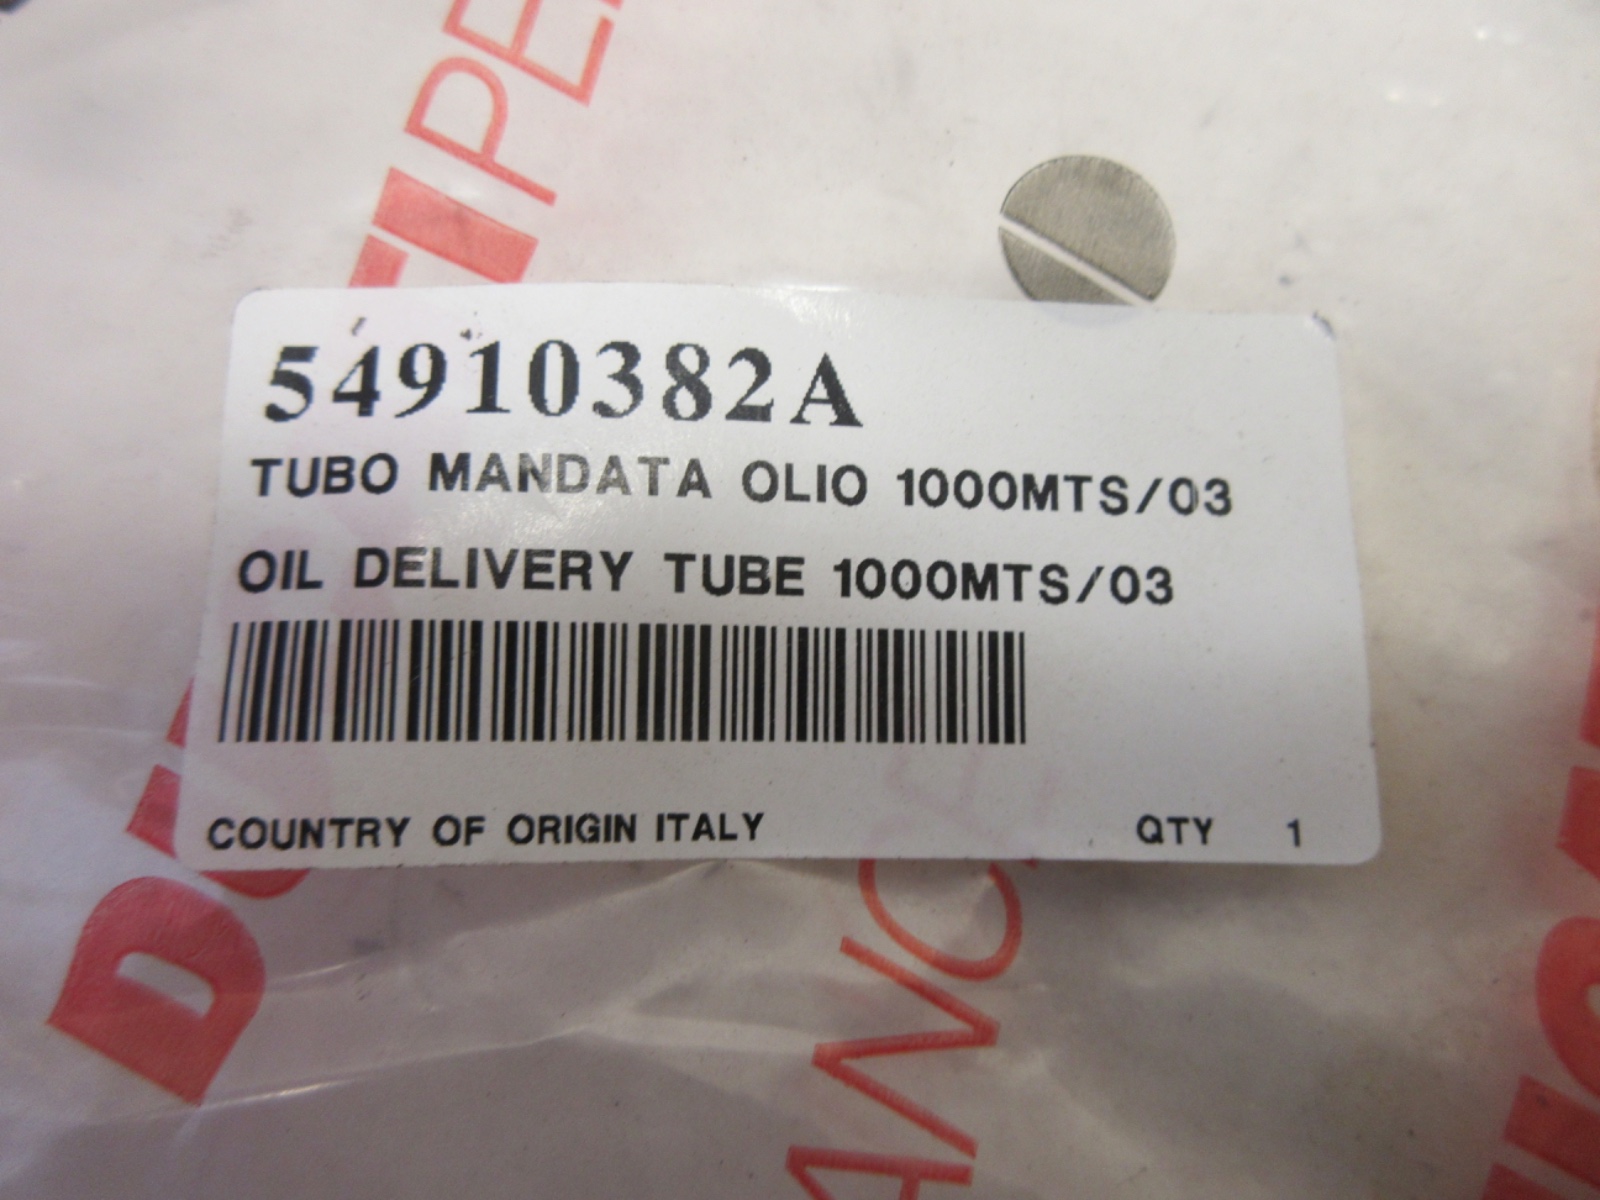 54910382A
TUBO MANDATA OLIO 1000MTS/03
OIL DELIVERY TUBE 1000MTS/03
COUNTRY OF ORIGIN ITALY QTY 1